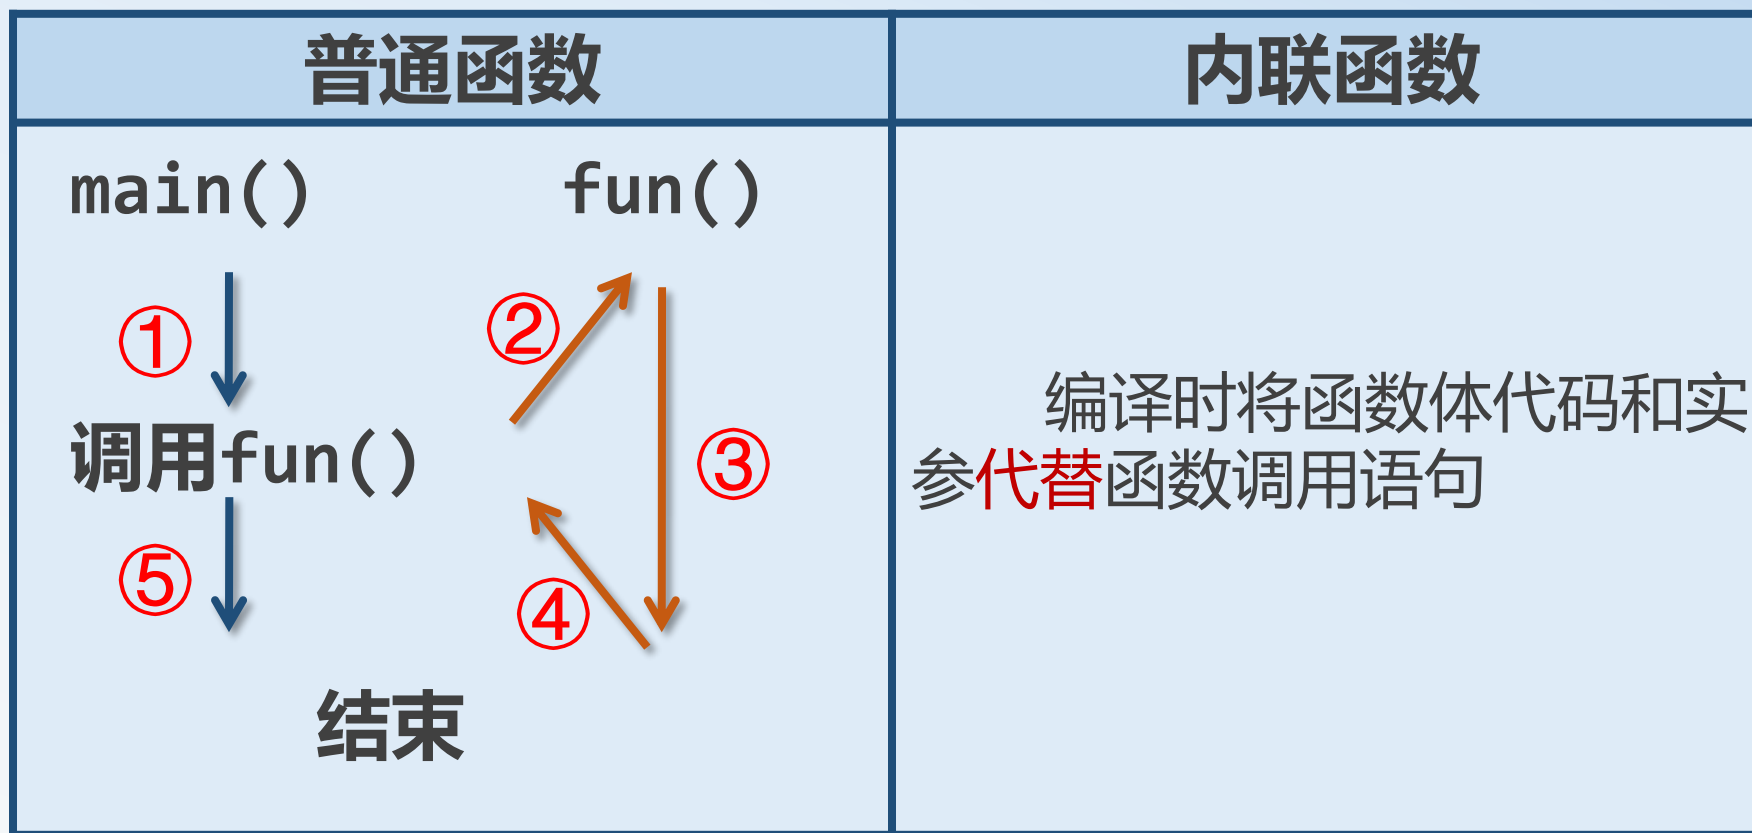 普通函数
内联函数
main()
fun()
①
②
调用fun()
③
⑤
④
结束
编译时将函数体代码和实
参代替函数调用语句